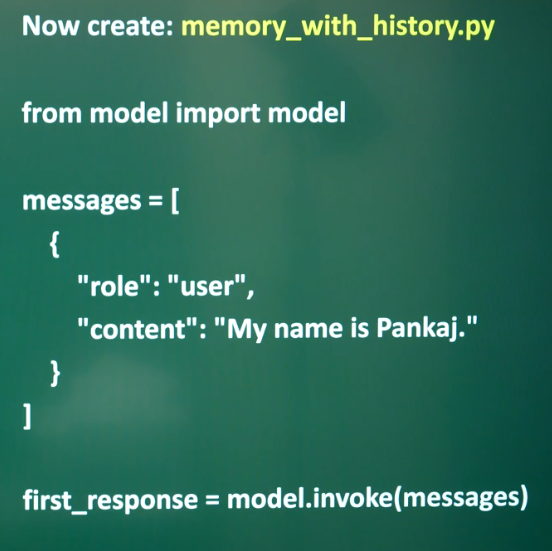 Now create: memory_with_history.py
from model import model
messages = [
{
"role": "user",
"content": "My name is Pankaj."
}
]
first_response = model.invoke(messages)